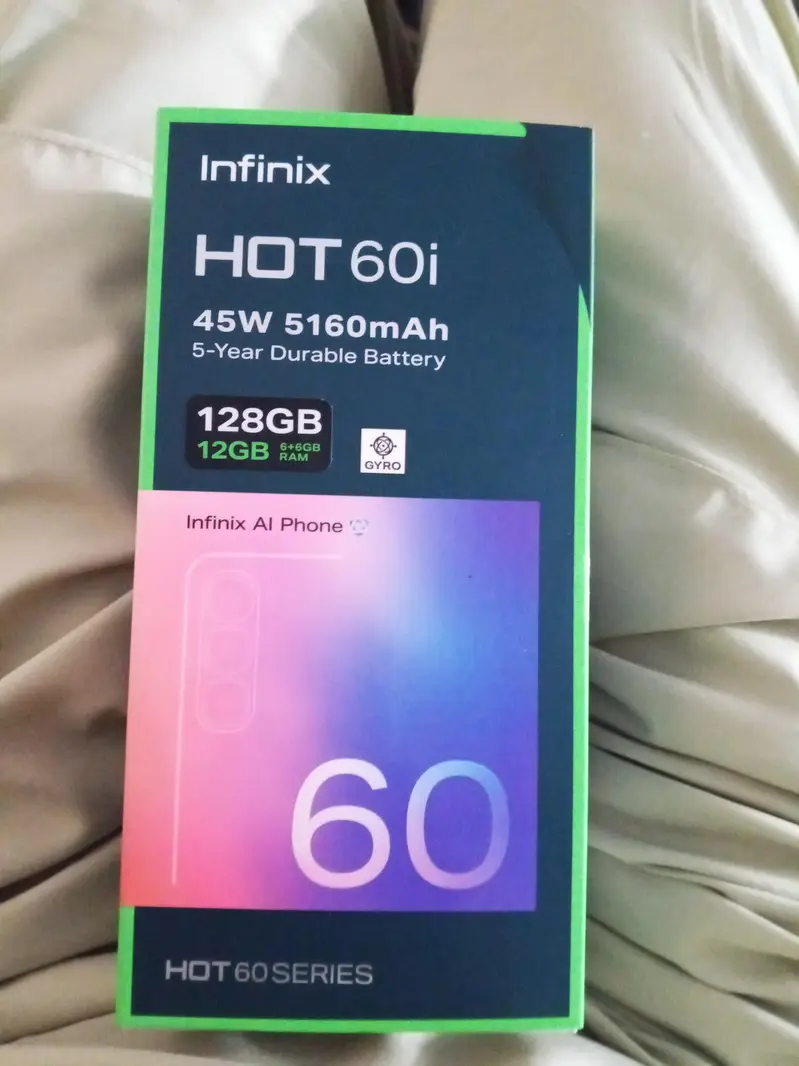 Infinix
HOT 60i
45W 5160mAh
5-Year Durable Battery
128GB
12GB 6+6GB RAM
GYRO
Infinix AI Phone
60
HOT 60 SERIES